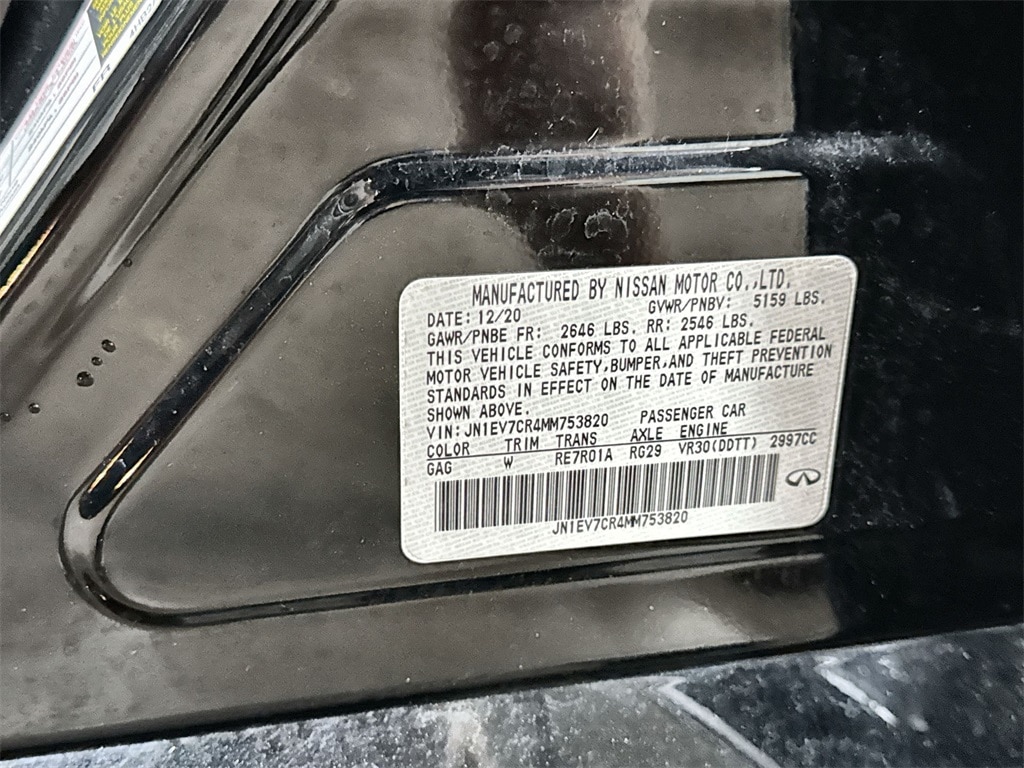 MANUFACTURED BY NISSAN MOTOR CO.,LTD.
DATE: 12/20 GVWR/PNBV: 5159 LBS.
GAWR/PNBE FR: 2646 LBS. RR: 2546 LBS.
THIS VEHICLE CONFORMS TO ALL APPLICABLE FEDERAL
MOTOR VEHICLE SAFETY,BUMPER,AND THEFT PREVENTION
STANDARDS IN EFFECT ON THE DATE OF MANUFACTURE
SHOWN ABOVE.
VIN:JN1EV7CR4MM753820 PASSENGER CAR
COLOR TRIM TRANS AXLE ENGINE
GAG W RE7R01A RG29 VR30(DDTT) 2997CC
JN1EV7CR4MM753820